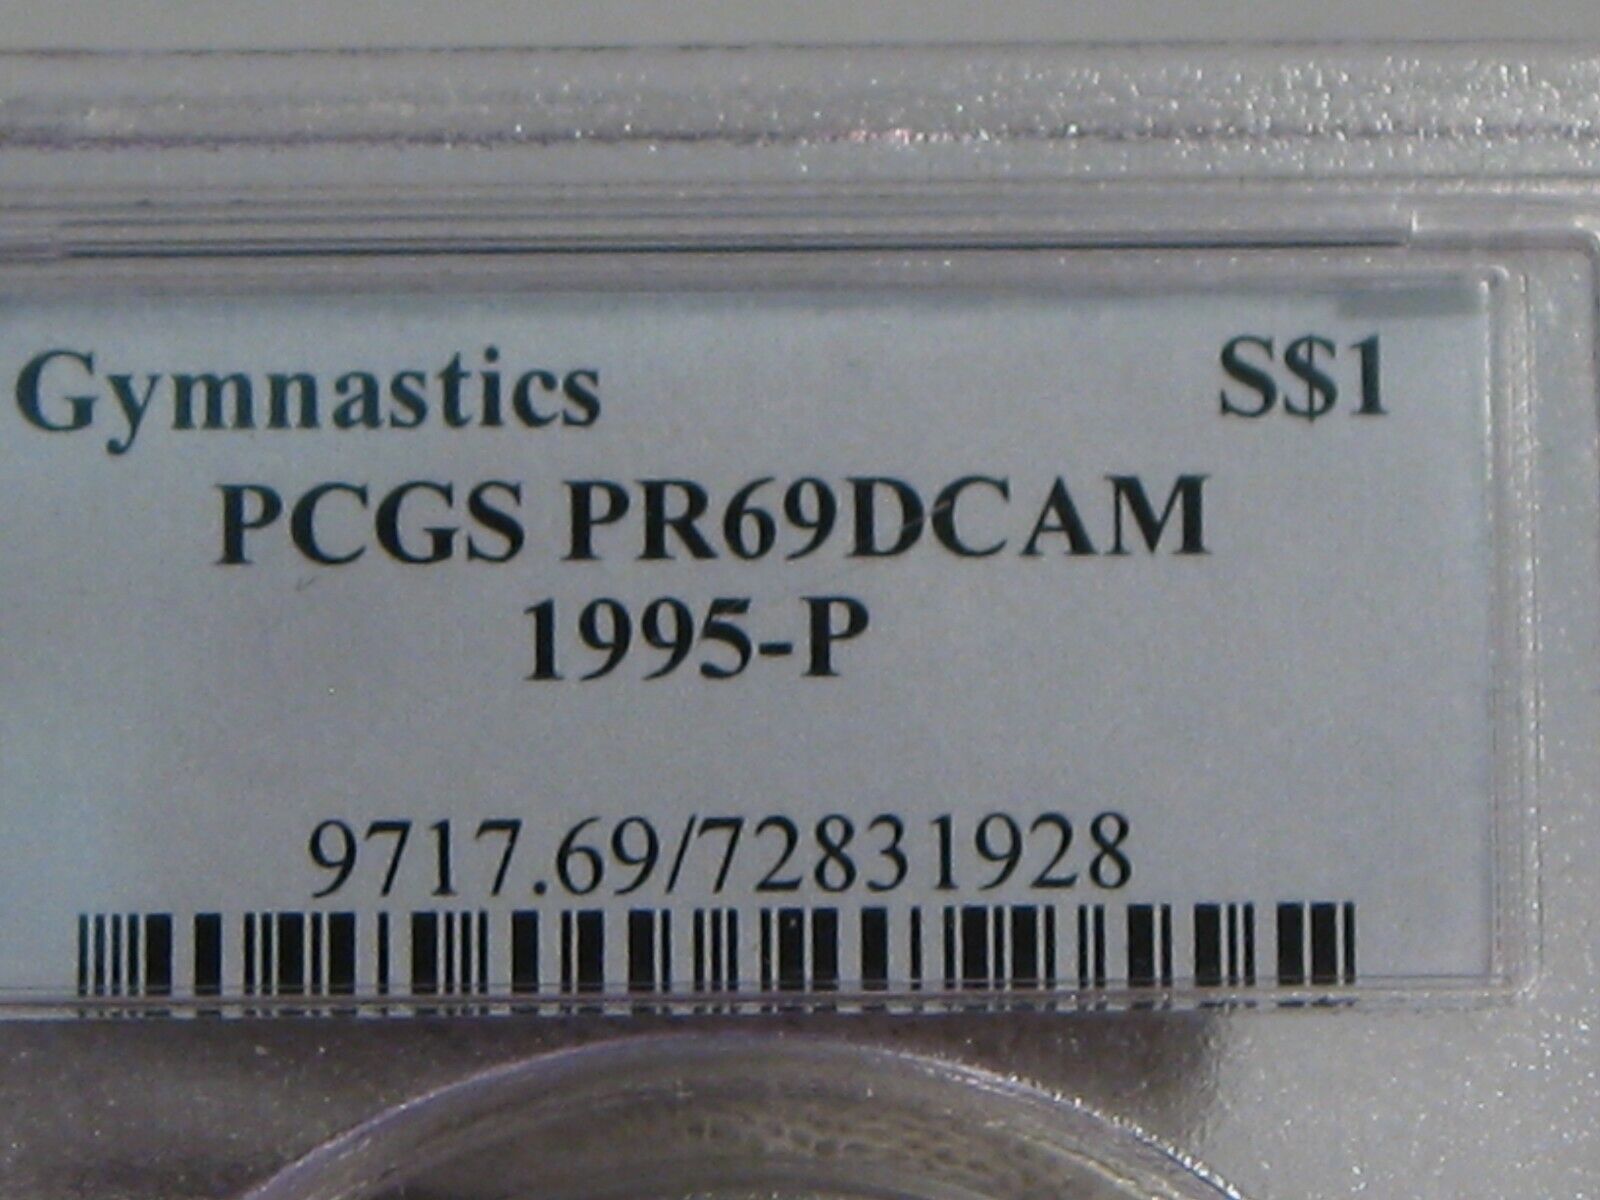 Gymnastics S$1
PCGS PR69DCAM
1995-P
9717.69/72831928